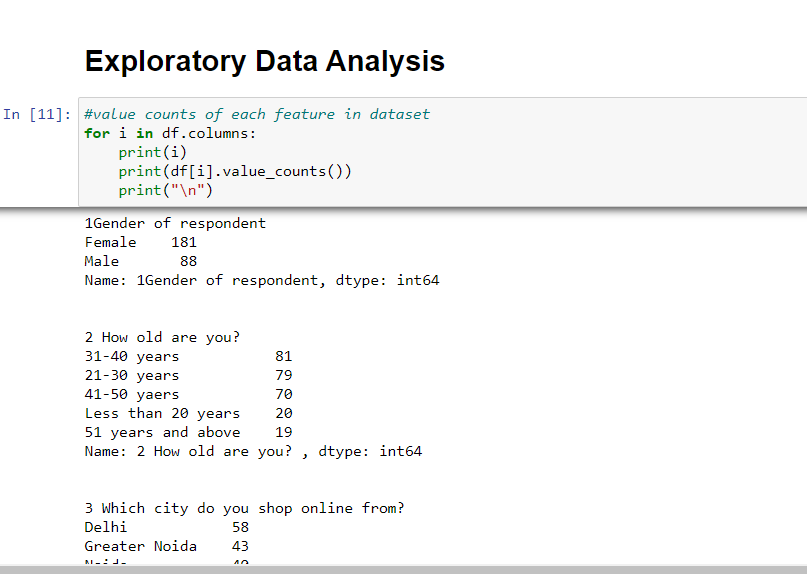 Exploratory Data Analysis
In [11]: #value counts of each feature in dataset
for i in df.columns:
    print(i)
    print(df[i].value_counts())
    print("\n")
1Gender of respondent
Female    181
Male       88
Name: 1Gender of respondent, dtype: int64
2 How old are you?
31-40 years           81
21-30 years           79
41-50 yaers           70
Less than 20 years    20
51 years and above    19
Name: 2 How old are you? , dtype: int64
3 Which city do you shop online from?
Delhi            58
Greater Noida    43